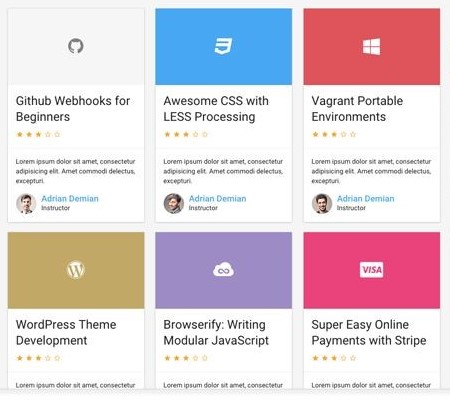 Github Webhooks for
Beginners
Lorem ipsum dolor sit amet, consectetur
adipisicing elit. Amet commodi delectus,
excepturi.
Adrian Demian
Instructor
Awesome CSS with
LESS Processing
Lorem ipsum dolor sit amet, consectetur
adipisicing elit. Amet commodi delectus,
excepturi.
Adrian Demian
Instructor
Vagrant Portable
Environments
Lorem ipsum dolor sit amet, consectetur
adipisicing elit. Amet commodi delectus,
excepturi.
Adrian Demian
Instructor
WordPress Theme
Development
Lorem ipsum dolor sit amet, consectetur
Browserify: Writing
Modular JavaScript
Lorem ipsum dolor sit amet, consectetur
VISA
Super Easy Online
Payments with Stripe
Lorem ipsum dolor sit amet, consectetur